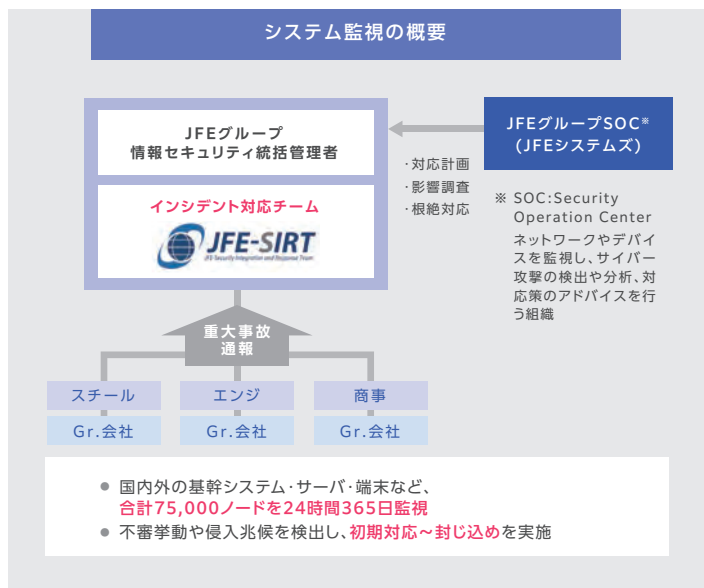 システム監視の概要
JFEグループ
情報セキュリティ統括管理者
インシデント対応チーム
JFE-SIRT
JFE-Security Integration and Response Team
JFEグループSOC※
(JFEシステムズ)
・対応計画
・影響調査
・根絶対応
※ SOC:Security
Operation Center
ネットワークやデバイ
スを監視し、サイバー
攻撃の検出や分析、対
応策のアドバイスを行
う組織
重大事故
通報
スチール
エンジ
商事
Gr.会社
Gr.会社
Gr.会社
● 国内外の基幹システム・サーバ・端末など、
合計75,000ノードを24時間365日監視
● 不審挙動や侵入兆候を検出し、初期対応～封じ込めを実施